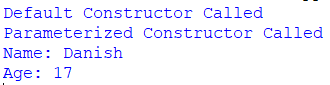 Default Constructor Called
Parameterized Constructor Called
Name: Danish
Age: 17